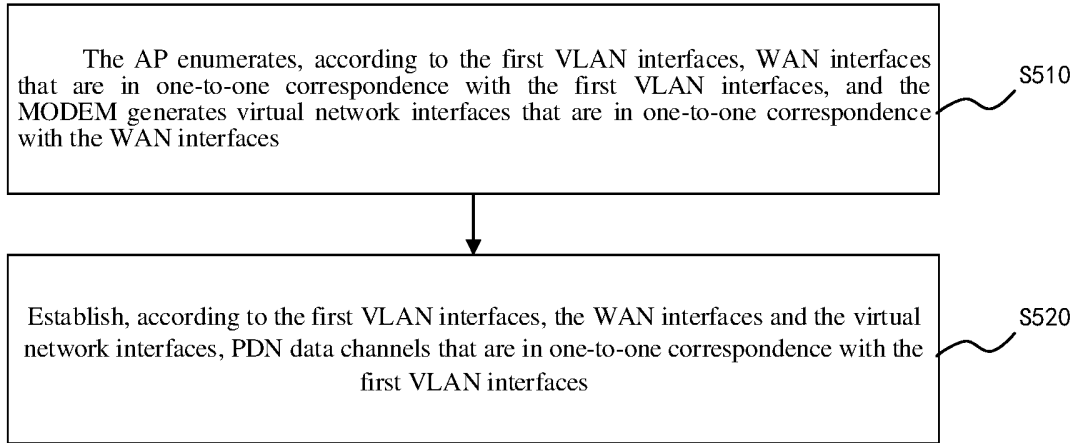 The AP enumerates, according to the first VLAN interfaces, WAN interfaces
that are in one-to-one correspondence with the first VLAN interfaces, and the
MODEM generates virtual network interfaces that are in one-to-one correspondence
with the WAN interfaces
S510
Establish, according to the first VLAN interfaces, the WAN interfaces and the virtual
network interfaces, PDN data channels that are in one-to-one correspondence with the
first VLAN interfaces
S520